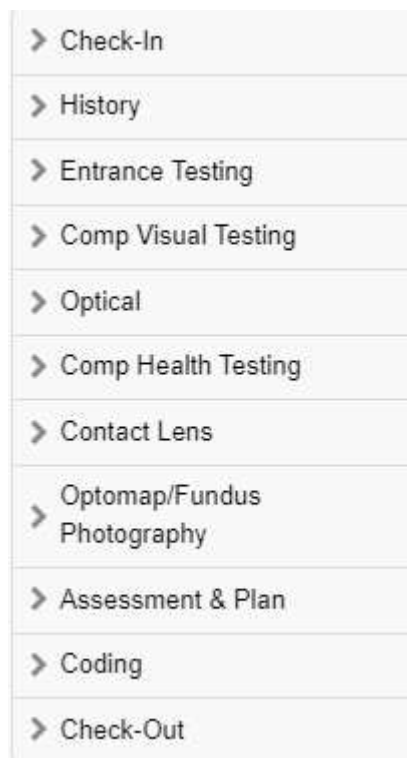 Check-In
History
Entrance Testing
Comp Visual Testing
Optical
Comp Health Testing
Contact Lens
Optomap/Fundus
Photography
Assessment & Plan
Coding
Check-Out